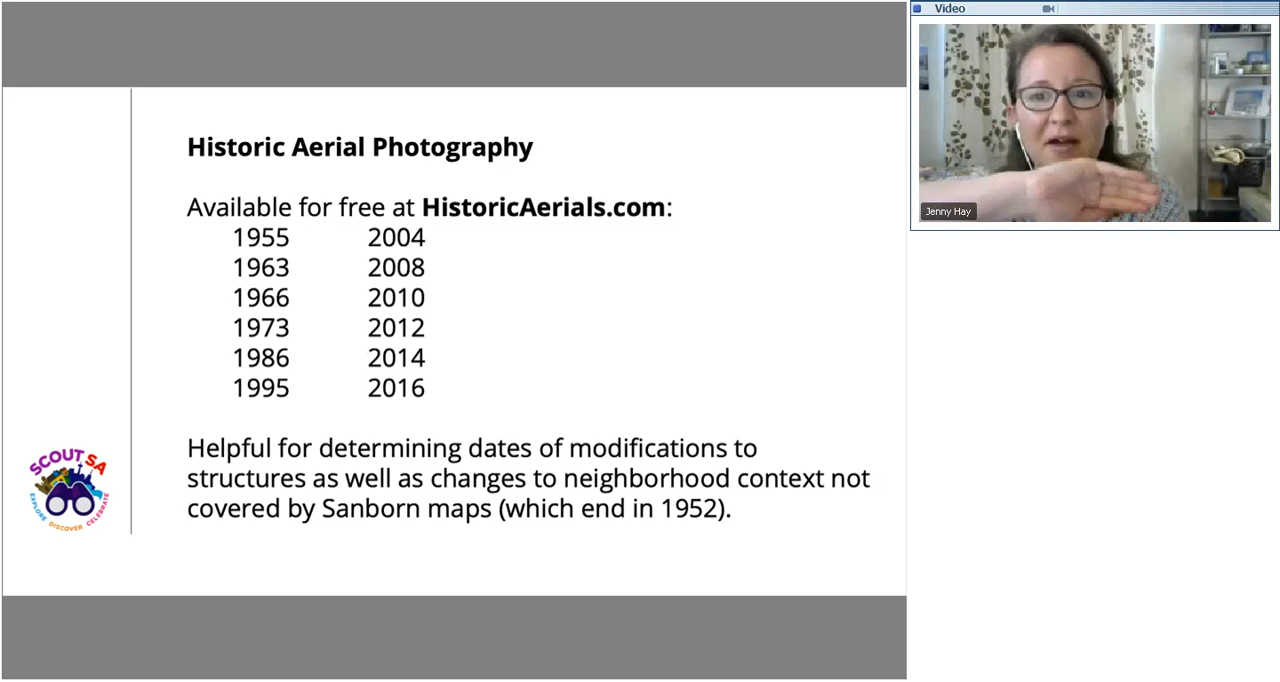 Historic Aerial Photography
Available for free at HistoricAerials.com:
1955 2004
1963 2008
1966 2010
1973 2012
1986 2014
1995 2016
Helpful for determining dates of modifications to
structures as well as changes to neighborhood context not
covered by Sanborn maps (which end in 1952).
SCOUT SA
EXPLORE DISCOVER CELEBRATE
Video
Jenny Hay